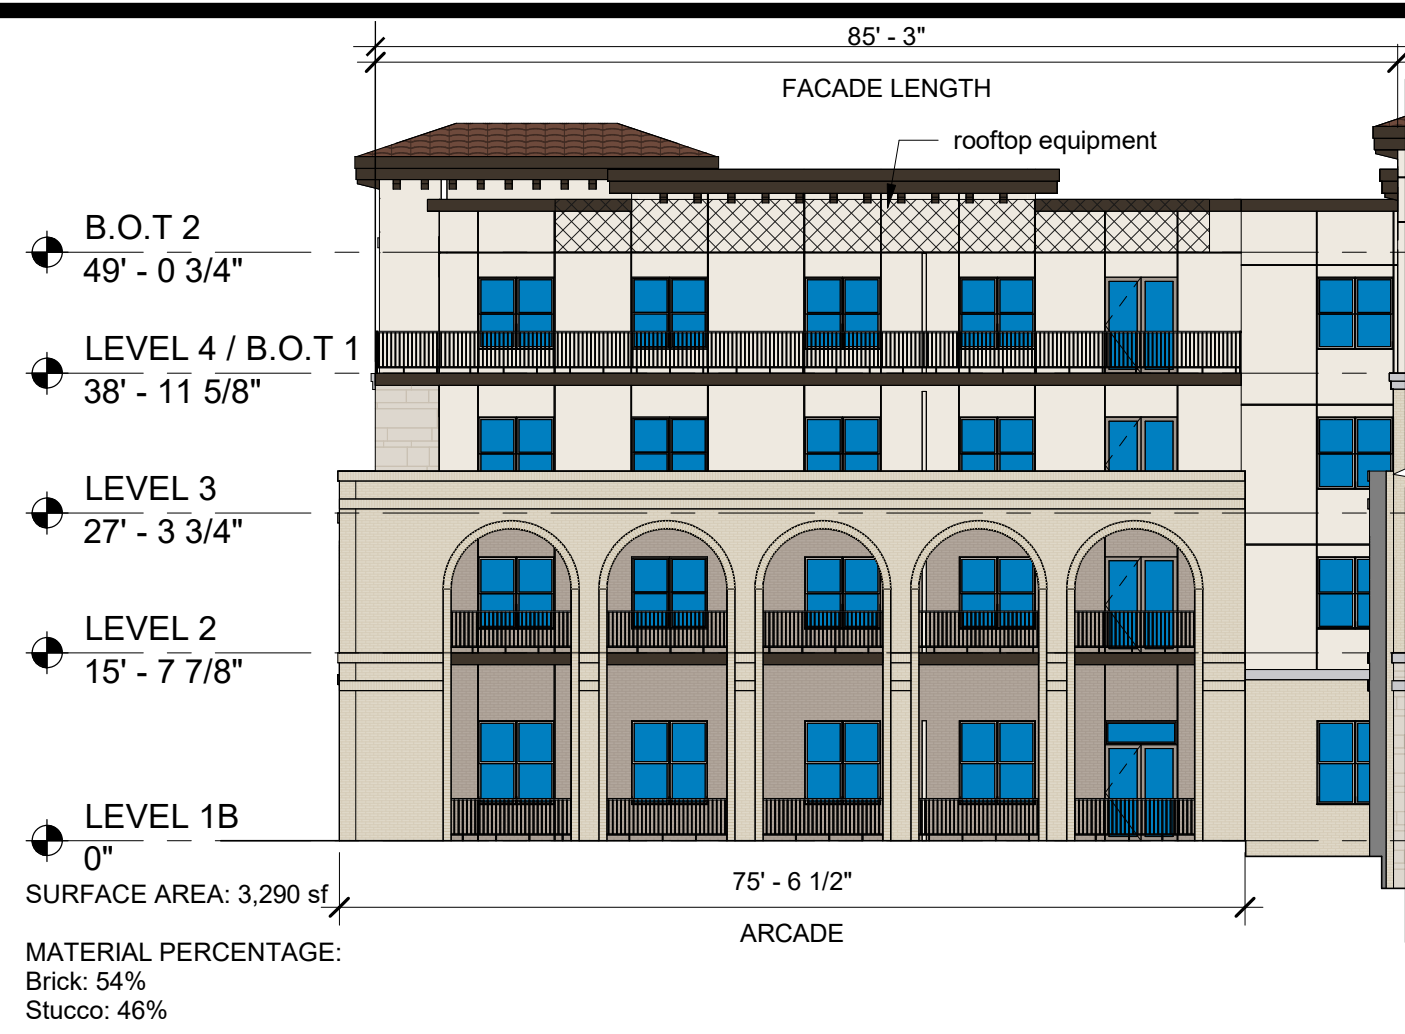 85' - 3"
FACADE LENGTH
rooftop equipment
B.O.T 2
49' - 0 3/4"
LEVEL 4 / B.O.T 1
38' - 11 5/8"
LEVEL 3
27' - 3 3/4"
LEVEL 2
15' - 7 7/8"
LEVEL 1B
0"
SURFACE AREA: 3,290 sf
75' - 6 1/2"
ARCADE
MATERIAL PERCENTAGE:
Brick: 54%
Stucco: 46%